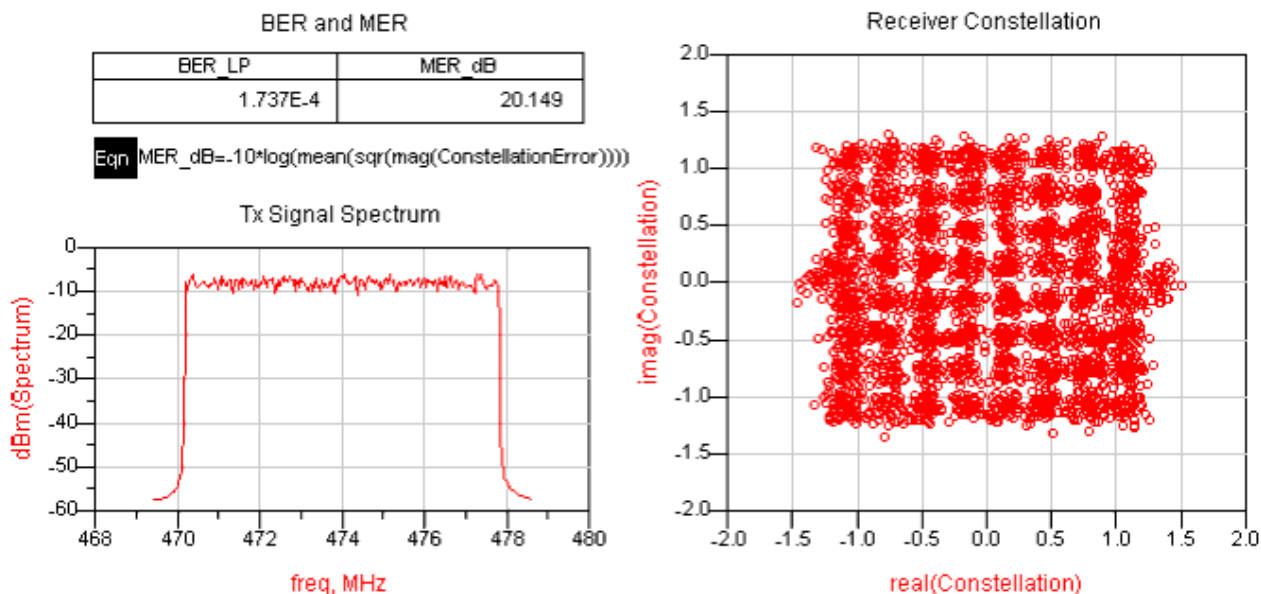 BER and MER
BER_LP MER_dB
1.737E-4 20.149
Eqn MER_dB=-10*log(mean(sqr(mag(ConstellationError))))
Tx Signal Spectrum
dBm(Spectrum)
0
-10
-20
-30
-40
-50
-60
468 470 472 474 476 478 480
freq, MHz
Receiver Constellation
imag(Constellation)
2.0
1.5
1.0
0.5
0.0
-0.5
-1.0
-1.5
-2.0
-2.0 -1.5 -1.0 -0.5 0.0 0.5 1.0 1.5 2.0
real(Constellation)